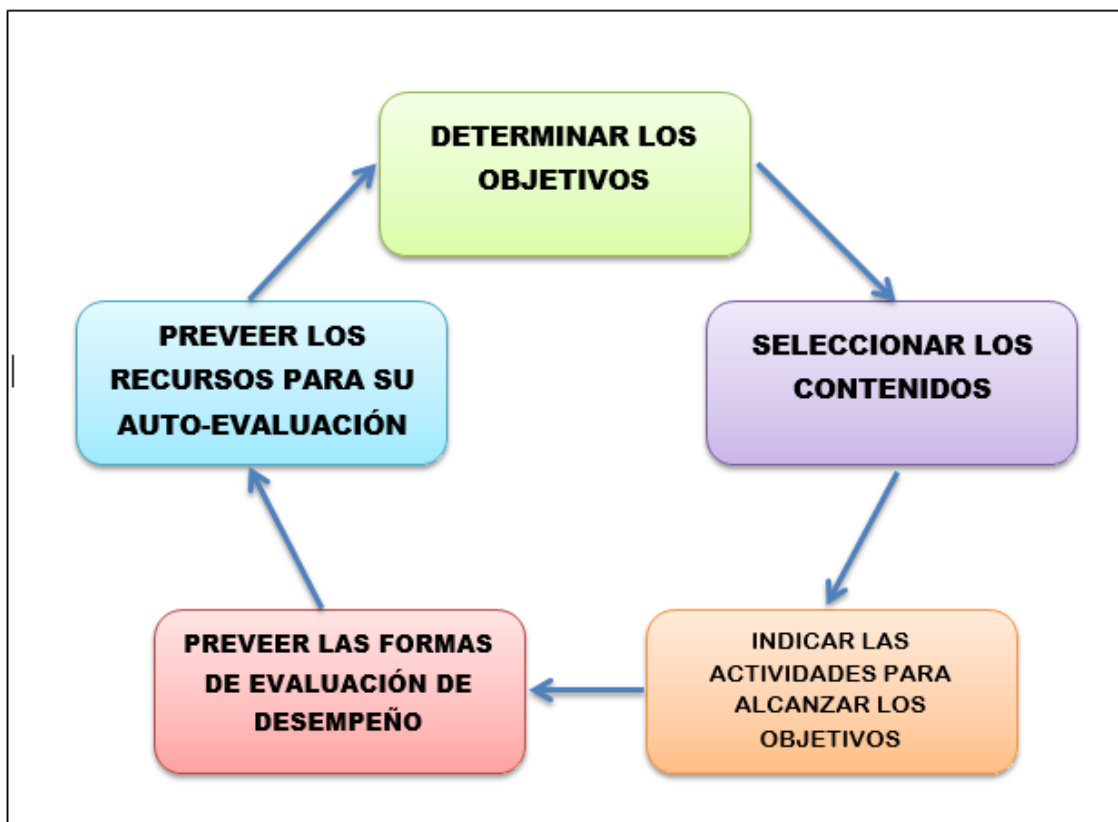 DETERMINAR LOS
OBJETIVOS
SELECCIONAR LOS
CONTENIDOS
INDICAR LAS
ACTIVIDADES PARA
ALCANZAR LOS
OBJETIVOS
PREVEER LAS FORMAS
DE EVALUACIÓN DE
DESEMPEÑO
PREVEER LOS
RECURSOS PARA SU
AUTO-EVALUACIÓN